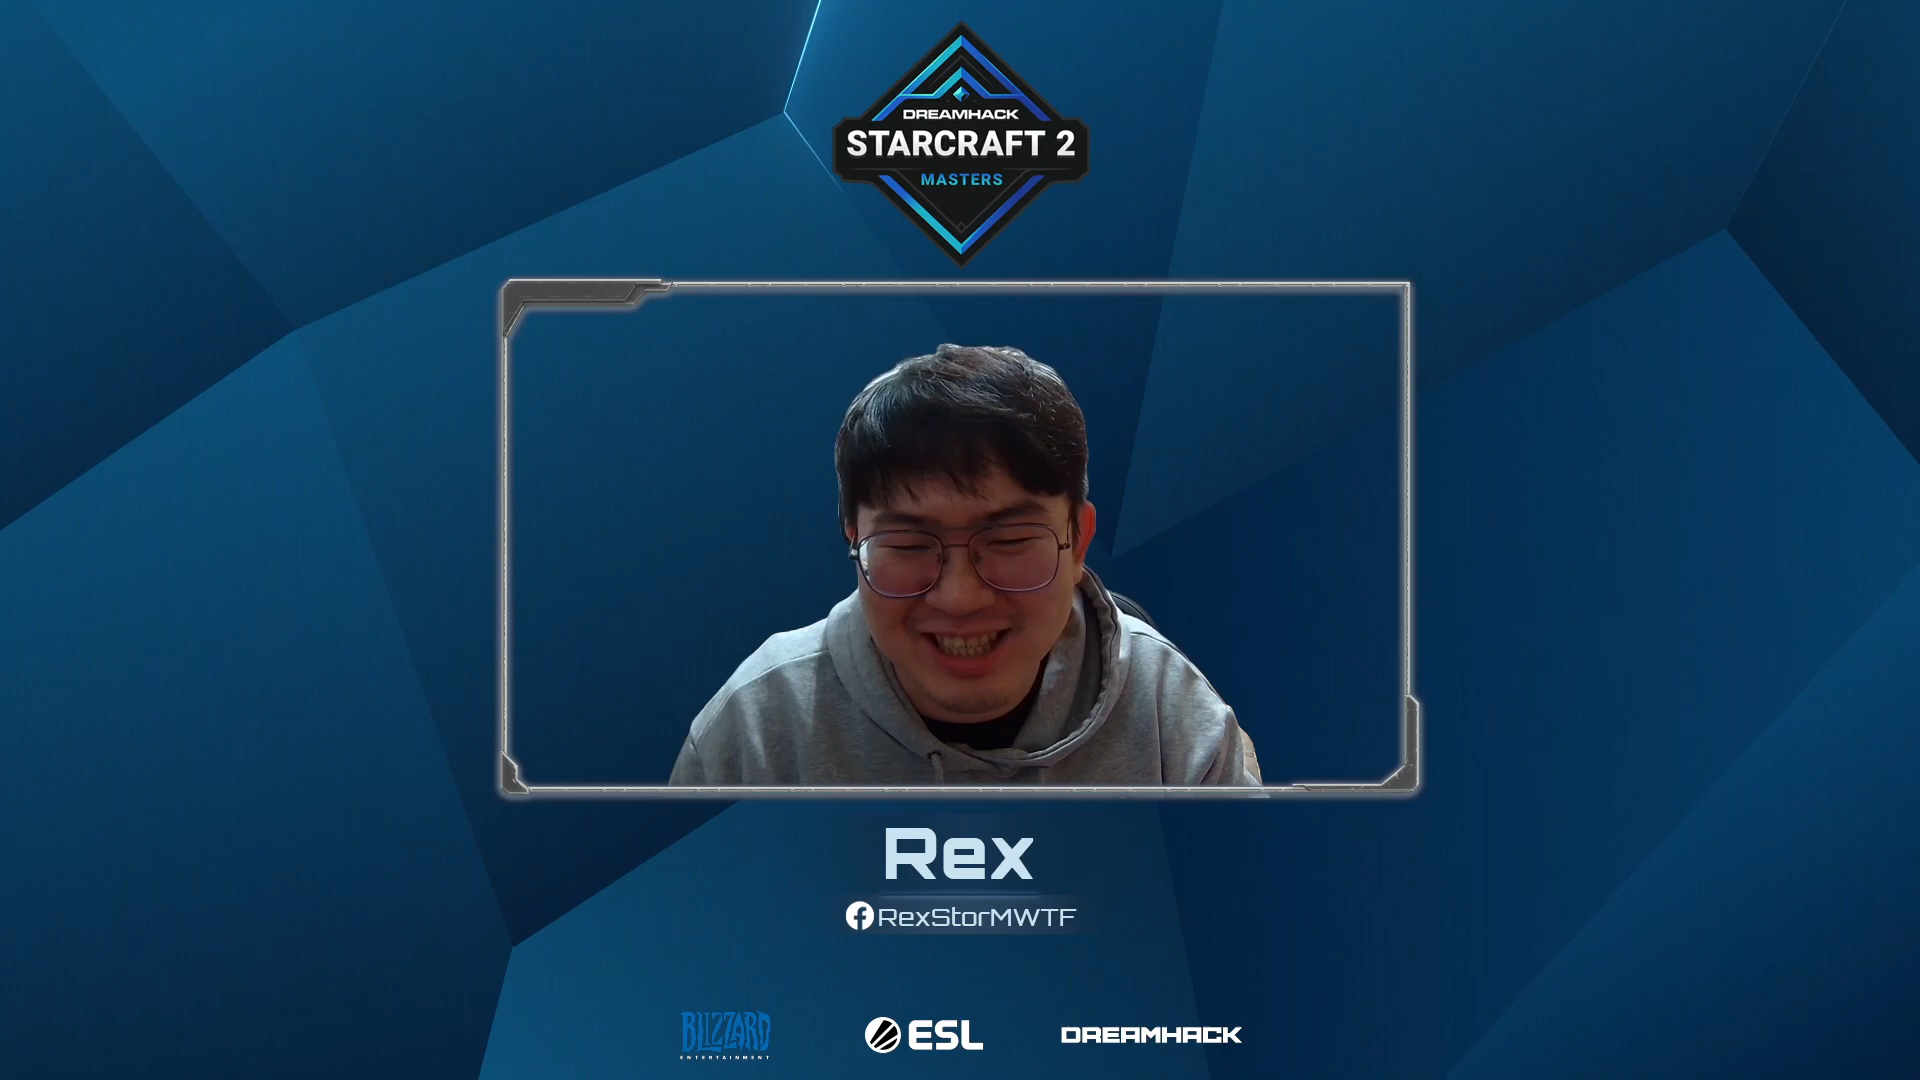 DREAMHACK
STARCRAFT 2
MASTERS
Rex
RexStorMWTF
BLIZZARD
ENTERTAINMENT
ESL
DREAMHACK